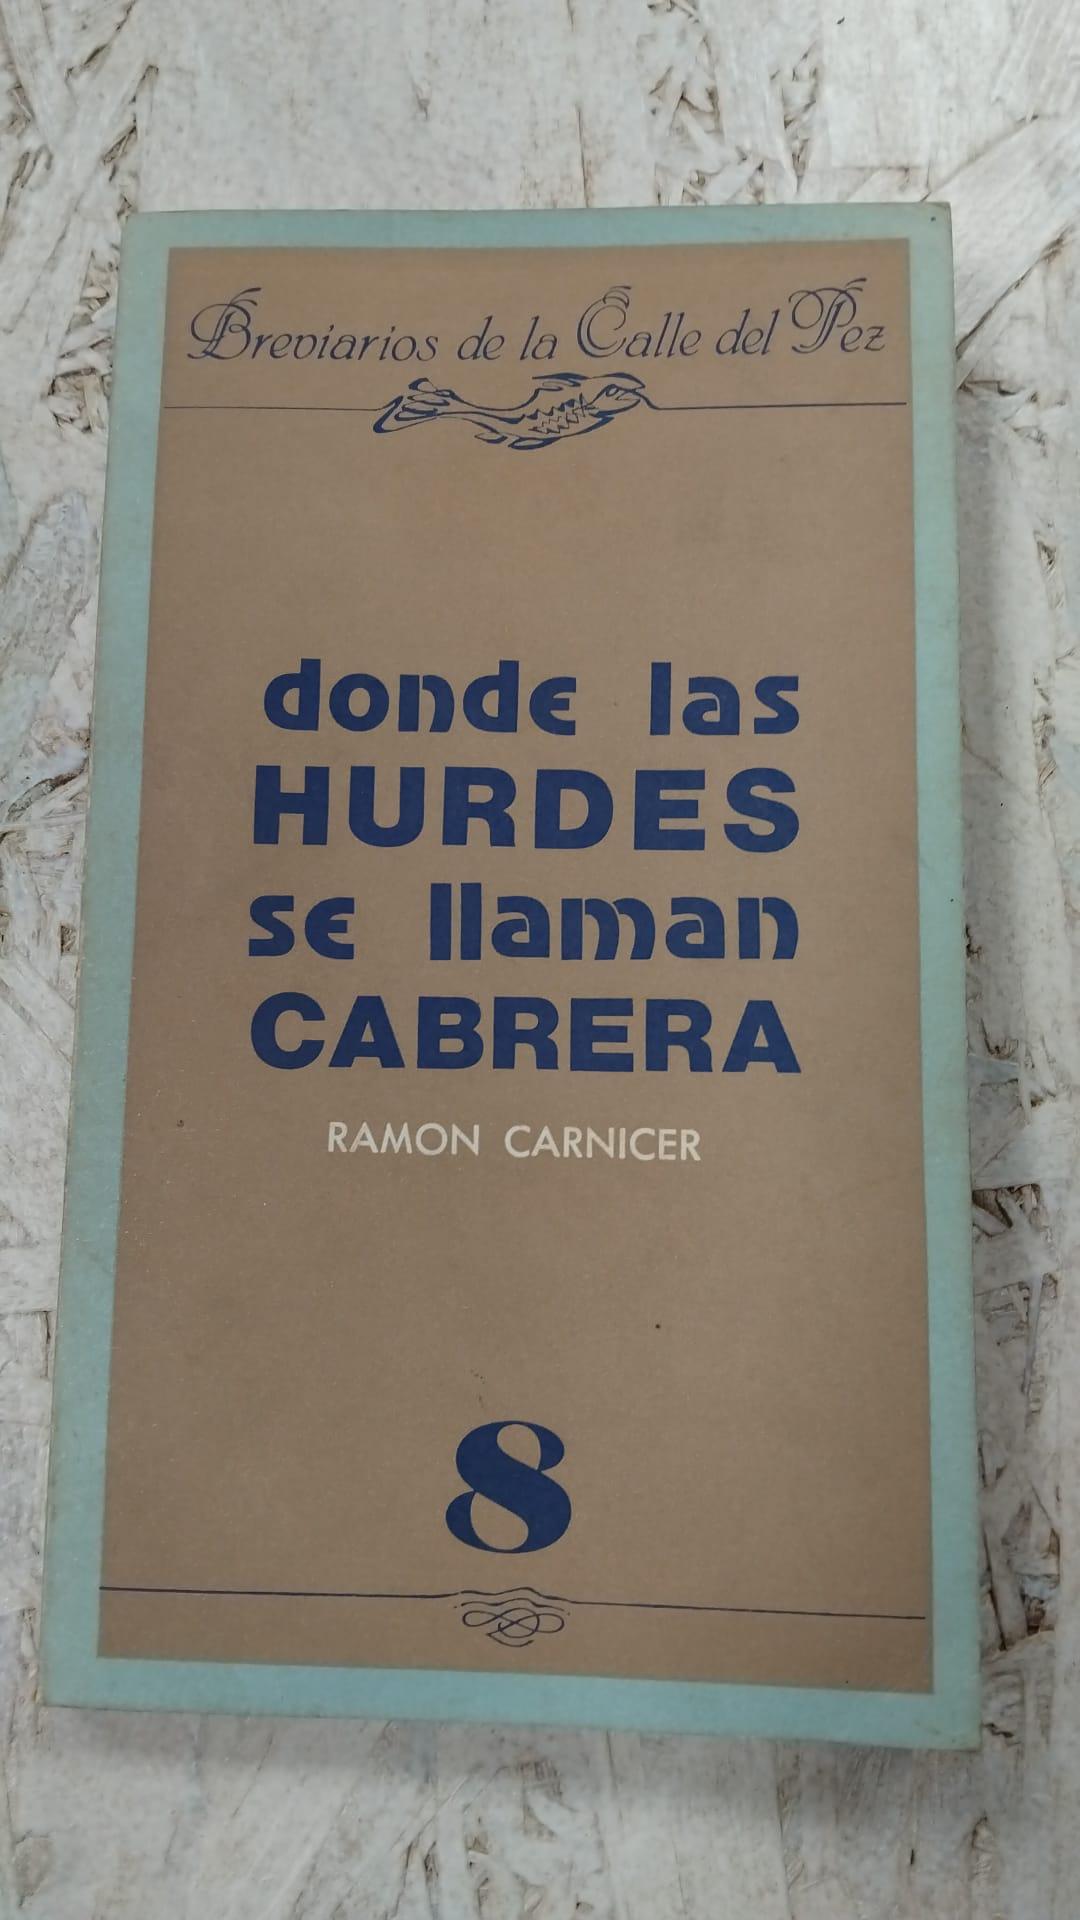 Breviarios de la Calle del Pez
donde las
HURDES
se llaman
CABRERA
RAMON CARNICER
8